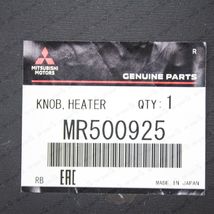 R
MITSUBISHI
MOTORS
GENUINE PARTS
KNOB, HEATER QTY: 1
MR500925
RB EAC
MADE IN JAPAN